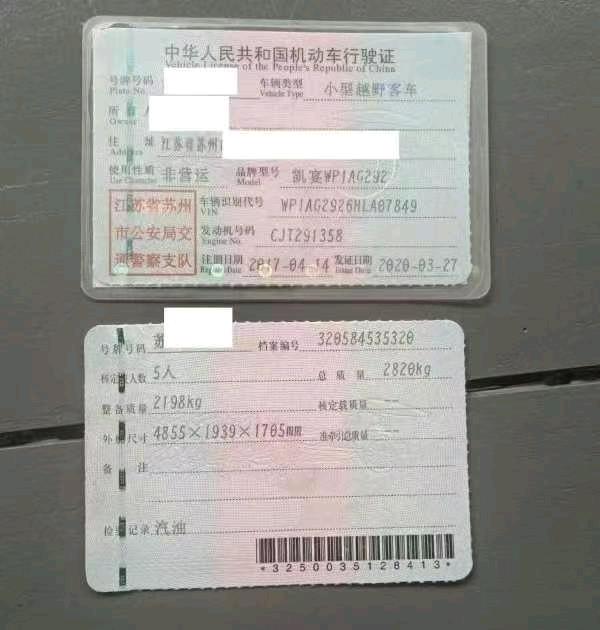 中华人民共和国机动车行驶证
Vehicle License of the People's Republic of China
号牌号码 车辆类型 小型越野客车
Plate No. Vehicle Type
所有人
Owner
住 址 江苏省苏州
Address
使用性质 非营运 品牌型号 凯宴WP1AG292
Use Character Model
江苏省苏州 车辆识别代号 WP1AG2926HLA07849
VIN
市公安局交 发动机号码 CJT291358
Engine No.
通警察支队 注册日期 2017-04-14 发证日期 2020-03-27
Register Date Issue Date
号牌号码 苏 档案编号 320584535320
核定载人数 5人 总质量 2820kg
整备质量 2198kg 核定载质量 --
外廓尺寸 4855×1939×1705mm 准牵引总质量 --
备 注
检验记录 汽油
*3250035128413*